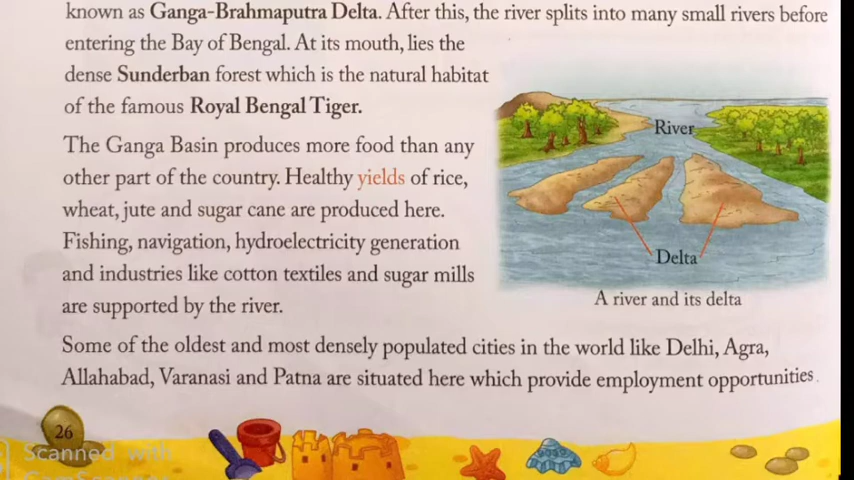 known as Ganga-Brahmaputra Delta. After this, the river splits into many small rivers before
entering the Bay of Bengal. At its mouth, lies the
dense Sunderban forest which is the natural habitat
of the famous Royal Bengal Tiger.
The Ganga Basin produces more food than any
other part of the country. Healthy yields of rice,
wheat, jute and sugar cane are produced here.
Fishing, navigation, hydroelectricity generation
and industries like cotton textiles and sugar mills
are supported by the river.
River
Delta
A river and its delta
Some of the oldest and most densely populated cities in the world like Delhi, Agra,
Allahabad, Varanasi and Patna are situated here which provide employment opportunities.
26
Scanned with
CamScanner